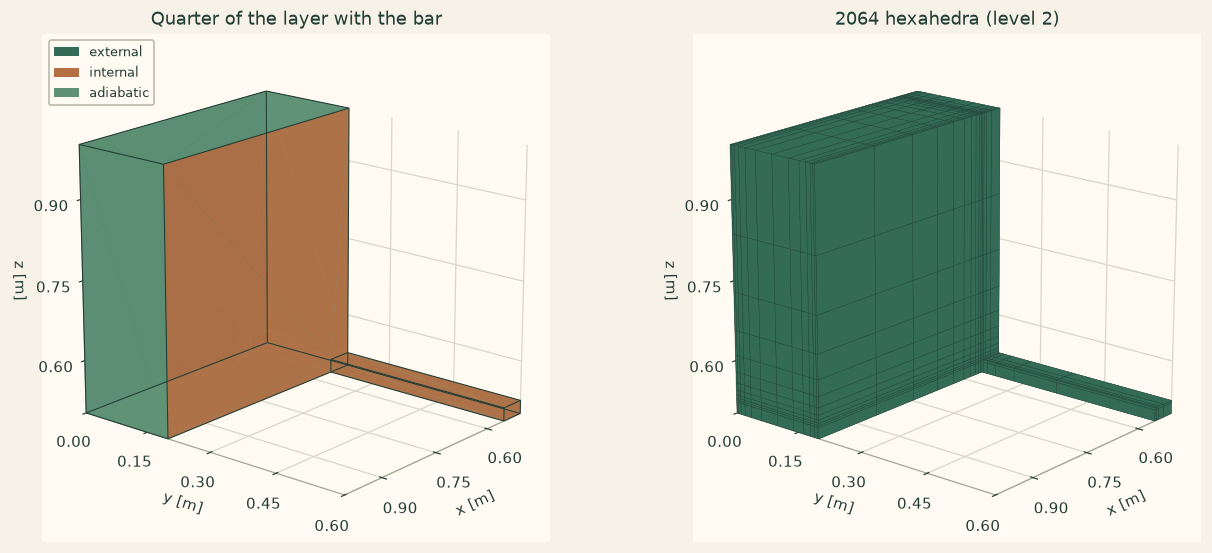 Quarter of the layer with the bar
external
internal
adiabatic
0.90
0.75
0.60
z [m]
0.00
0.15
0.30
0.45
0.60
y [m]
0.90
0.75
0.60
x [m]
2064 hexahedra (level 2)
0.90
0.75
0.60
z [m]
0.00
0.15
0.30
0.45
0.60
y [m]
0.90
0.75
0.60
x [m]